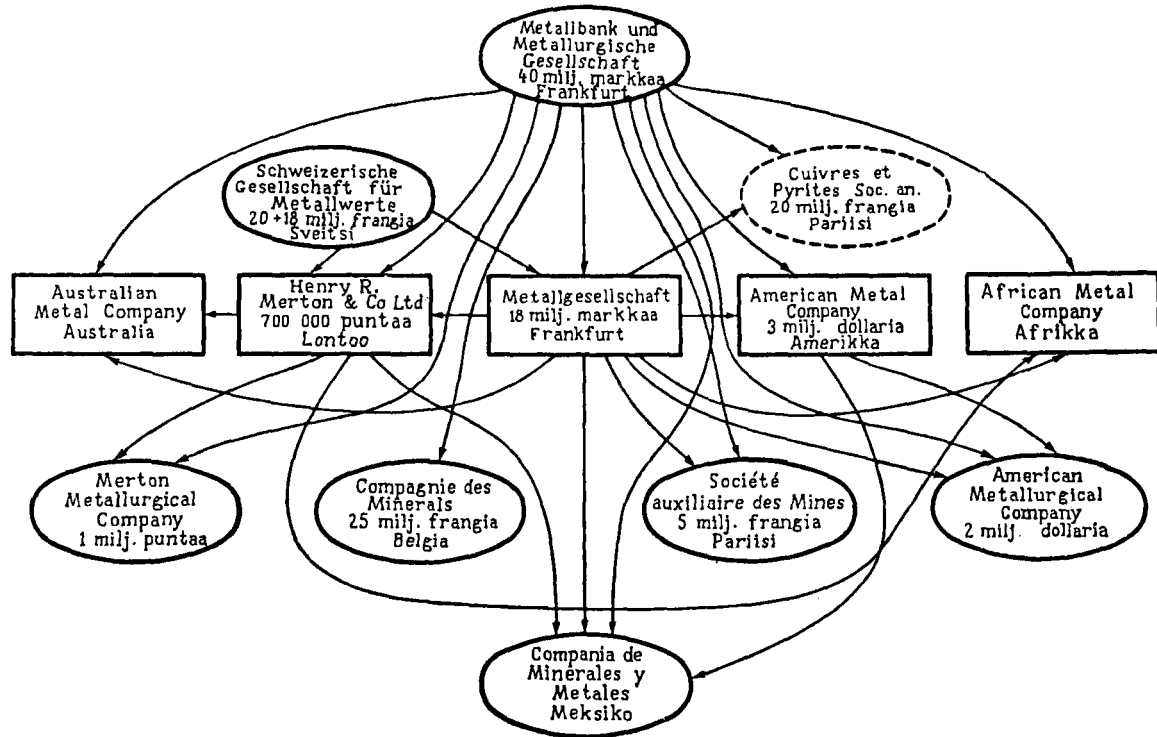 Metallbank und
Metallurgische
Gesellschaft
40 milj. markkaa
Frankfurt
Schweizerische
Gesellschaft für
Metallwerte
20+18 milj. frangia
Sveitsi
Cuivres et
Pyrites Soc. an.
20 milj. frangia
Pariisi
Australian
Metal Company
Australia
Henry R.
Merton & Co Ltd
700 000 puntaa
Lontoo
Metallgesellschaft
18 milj. markkaa
Frankfurt
American Metal
Company
3 milj. dollaria
Amerikka
African Metal
Company
Afrikka
Merton
Metallurgical
Company
1 milj. puntaa
Compagnie des
Minerals
25 milj. frangia
Belgia
Société
auxiliaire des Mines
5 milj. frangia
Pariisi
American
Metallurgical
Company
2 milj. dollaria
Compania de
Minerales y
Metales
Meksiko